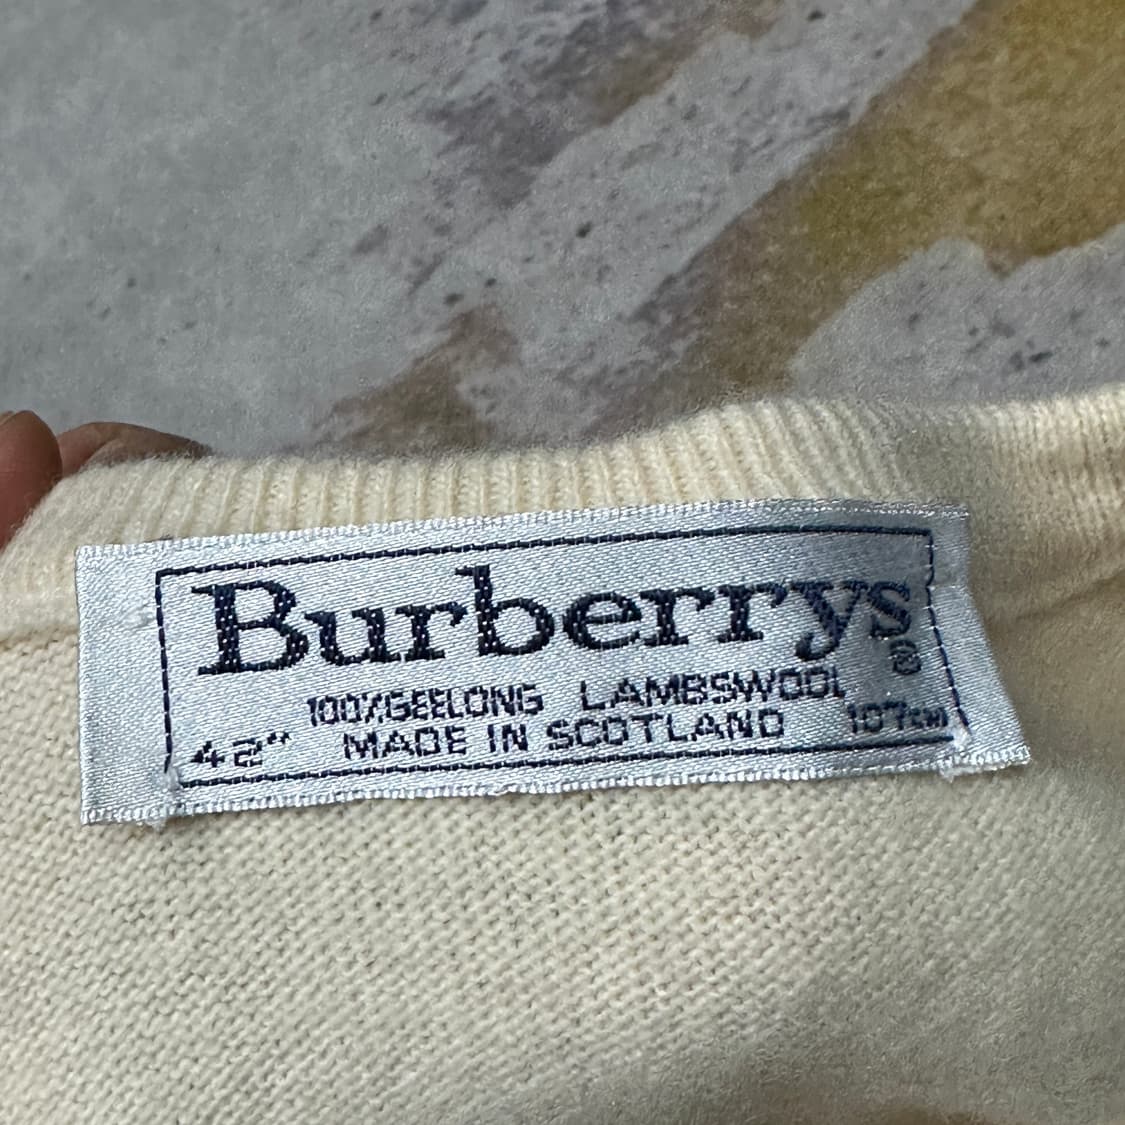 Burberrys®
100% GEELONG LAMBSWOOL
42" MADE IN SCOTLAND 107cm